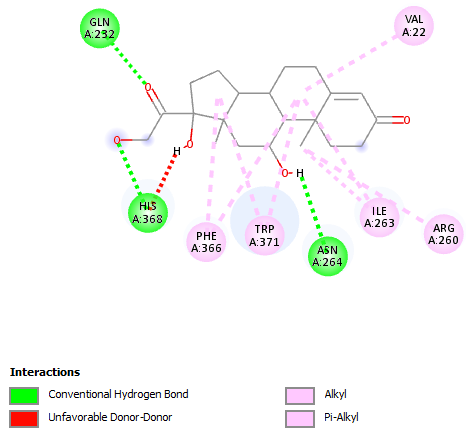 GLN
A:232
VAL
A:22
O
O
O
O
H
HIS
A:368
O
H
PHE
A:366
TRP
A:371
ILE
A:263
ARG
A:260
ASN
A:264
Interactions
Conventional Hydrogen Bond
Alkyl
Unfavorable Donor-Donor
Pi-Alkyl